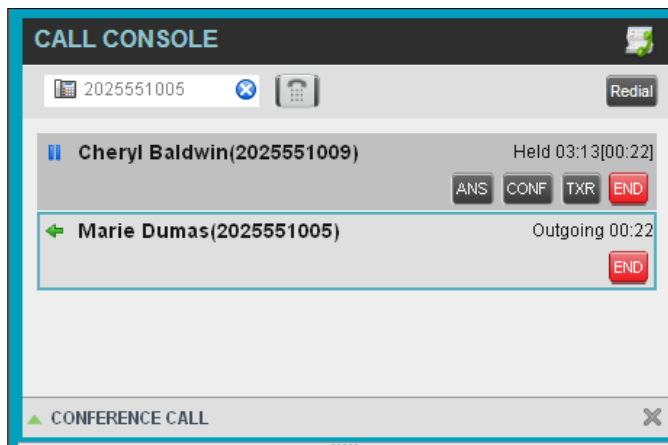 CALL CONSOLE
2025551005
Redial
Cheryl Baldwin(2025551009) Held 03:13[00:22]
ANS CONF TXR END
Marie Dumas(2025551005) Outgoing 00:22
END
CONFERENCE CALL